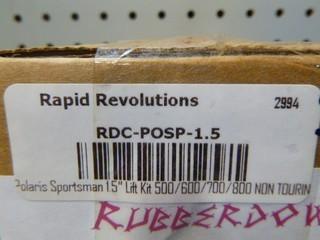 Rapid Revolutions 2994
RDC-POSP-1.5
Polaris Sportsman 1.5" Lift Kit 500/600/700/800 NON TOURIN
RUBBERDOW